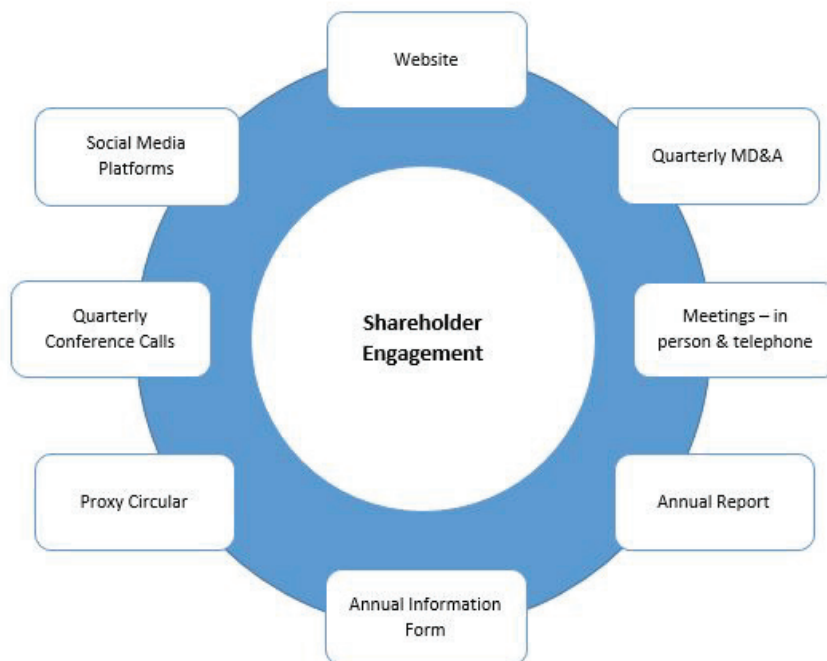 Website
Social Media
Platforms
Quarterly MD&A
Quarterly
Conference Calls
Shareholder
Engagement
Meetings – in
person & telephone
Proxy Circular
Annual Report
Annual Information
Form